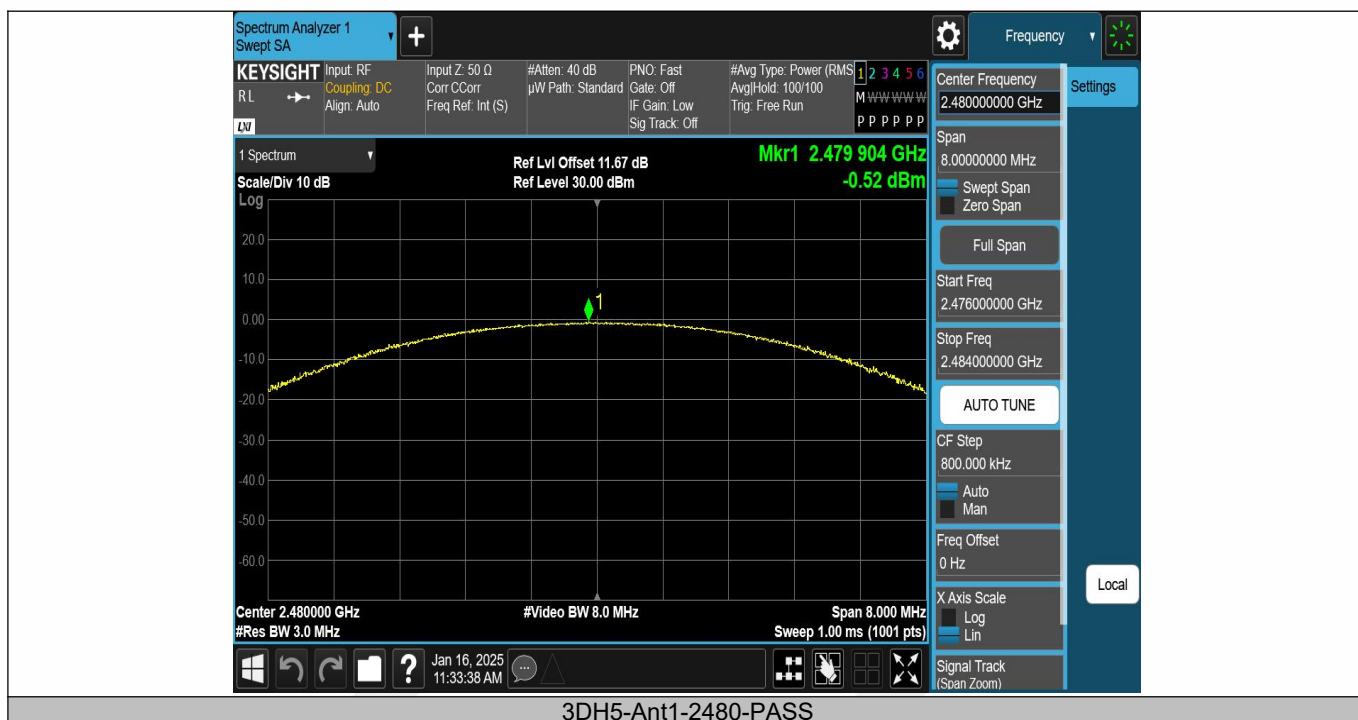 Spectrum Analyzer 1
Swept SA
+
Frequency
KEYSIGHT
RL
LXI
Input: RF
Coupling: DC
Align: Auto
Input Z: 50 Ω
Corr CCorr
Freq Ref: Int (S)
#Atten: 40 dB
µW Path: Standard
PNO: Fast
Gate: Off
IF Gain: Low
Sig Track: Off
#Avg Type: Power (RMS
Avg|Hold: 100/100
Trig: Free Run
1 2 3 4 5 6
M W W W W W
P P P P P P
1 Spectrum
Scale/Div 10 dB
Log
Ref Lvl Offset 11.67 dB
Ref Level 30.00 dBm
Mkr1 2.479 904 GHz
-0.52 dBm
20.0
10.0
0.00
-10.0
-20.0
-30.0
-40.0
-50.0
-60.0
1
Center 2.480000 GHz
#Res BW 3.0 MHz
#Video BW 8.0 MHz
Span 8.000 MHz
Sweep 1.00 ms (1001 pts)
Center Frequency
2.480000000 GHz
Settings
Span
8.00000000 MHz
Swept Span
Zero Span
Full Span
Start Freq
2.476000000 GHz
Stop Freq
2.484000000 GHz
AUTO TUNE
CF Step
800.000 kHz
Auto
Man
Freq Offset
0 Hz
Local
X Axis Scale
Log
Lin
Signal Track
(Span Zoom)
?
Jan 16, 2025
11:33:38 AM
3DH5-Ant1-2480-PASS